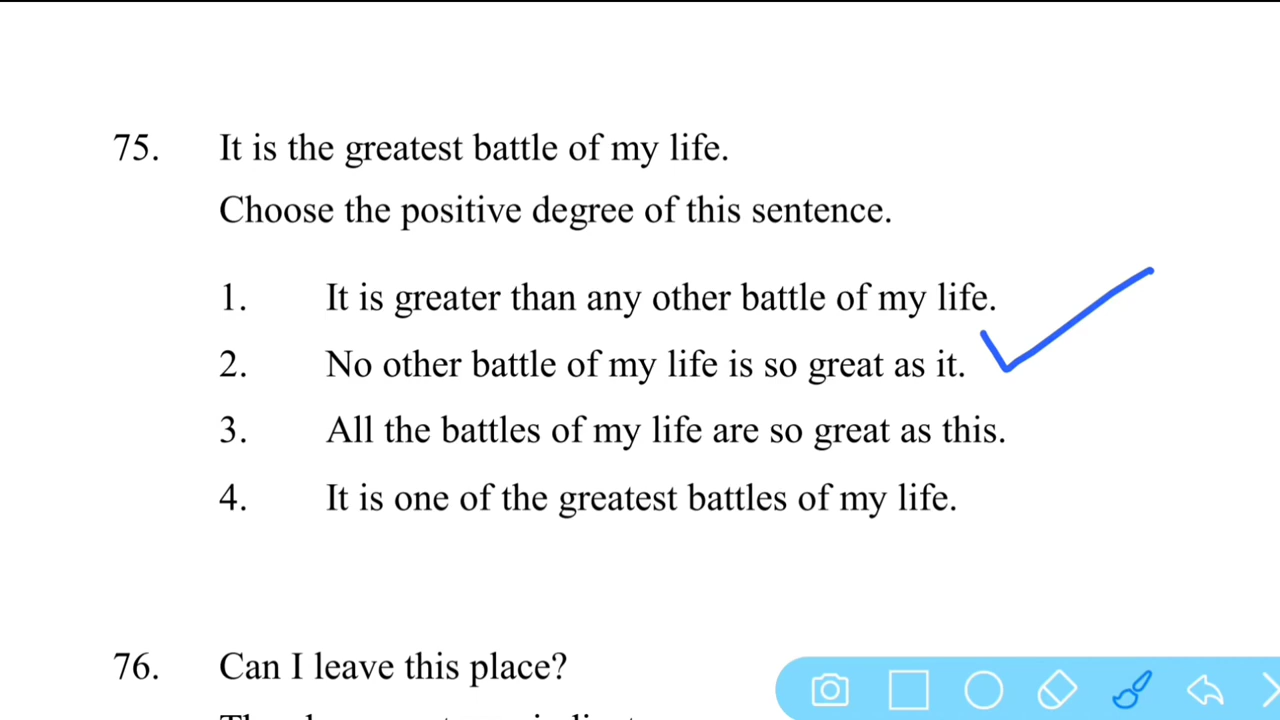 75. It is the greatest battle of my life.
Choose the positive degree of this sentence.
1. It is greater than any other battle of my life.
2. No other battle of my life is so great as it.
3. All the battles of my life are so great as this.
4. It is one of the greatest battles of my life.
76. Can I leave this place?